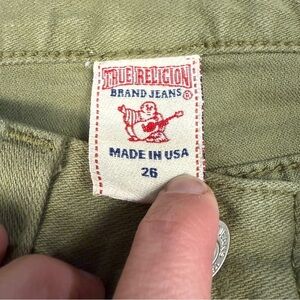 TRUE RELIGION
BRAND JEANS®
MADE IN USA
26